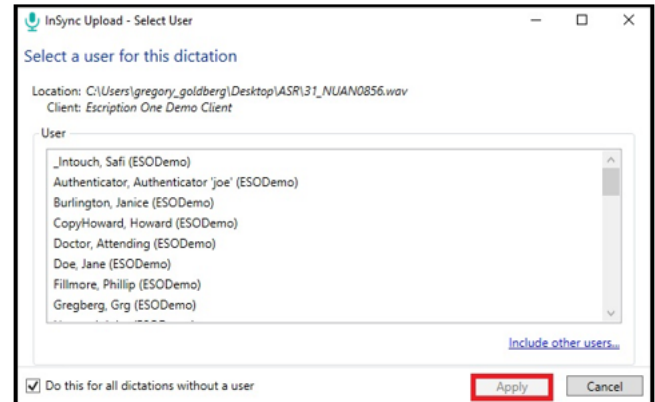 InSync Upload - Select User
Select a user for this dictation
Location: C:\Users\gregory_goldberg\Desktop\ASR\31_NUAN0856.wav
Client: Escription One Demo Client
User
_Intouch, Safi (ESODemo)
Authenticator, Authenticator 'joe' (ESODemo)
Burlington, Janice (ESODemo)
CopyHoward, Howard (ESODemo)
Doctor, Attending (ESODemo)
Doe, Jane (ESODemo)
Fillmore, Phillip (ESODemo)
Gregberg, Grg (ESODemo)
Include other users...
Do this for all dictations without a user
Apply Cancel